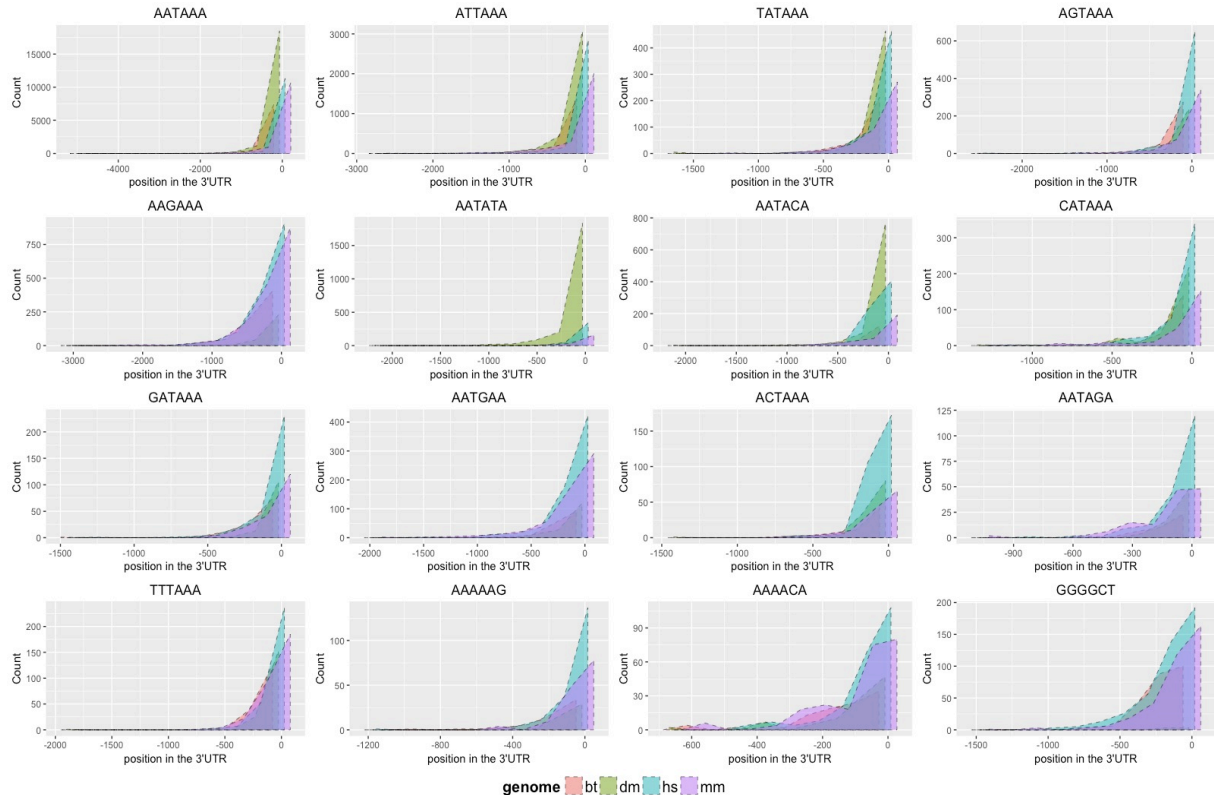 AATAAA
ATTAAA
TATAAA
AGTAAA
Count
15000
10000
5000
0
-4000
-2000
0
position in the 3'UTR
Count
3000
2000
1000
0
-3000
-2000
-1000
0
position in the 3'UTR
Count
400
300
200
100
0
-1500
-1000
-500
0
position in the 3'UTR
Count
600
400
200
0
-2000
-1000
0
position in the 3'UTR
AAGAAA
AATATA
AATACA
CATAAA
Count
750
500
250
0
-3000
-2000
-1000
0
position in the 3'UTR
Count
1500
1000
500
0
-2000
-1500
-1000
-500
0
position in the 3'UTR
Count
800
600
400
200
0
-2000
-1500
-1000
-500
0
position in the 3'UTR
Count
300
200
100
0
-1000
-500
0
position in the 3'UTR
GATAAA
AATGAA
ACTAAA
AATAGA
Count
200
150
100
50
0
-1500
-1000
-500
0
position in the 3'UTR
Count
400
300
200
100
0
-2000
-1500
-1000
-500
0
position in the 3'UTR
Count
150
100
50
0
-1500
-1000
-500
0
position in the 3'UTR
Count
125
100
75
50
25
0
-900
-600
-300
0
position in the 3'UTR
TTTAAA
AAAAAG
AAAACA
GGGGCT
Count
200
150
100
50
0
-2000
-1500
-1000
-500
0
position in the 3'UTR
Count
100
50
0
-1200
-800
-400
0
position in the 3'UTR
Count
90
60
30
0
-600
-400
-200
0
position in the 3'UTR
Count
200
150
100
50
0
-1500
-1000
-500
0
position in the 3'UTR
genome bt dm hs mm